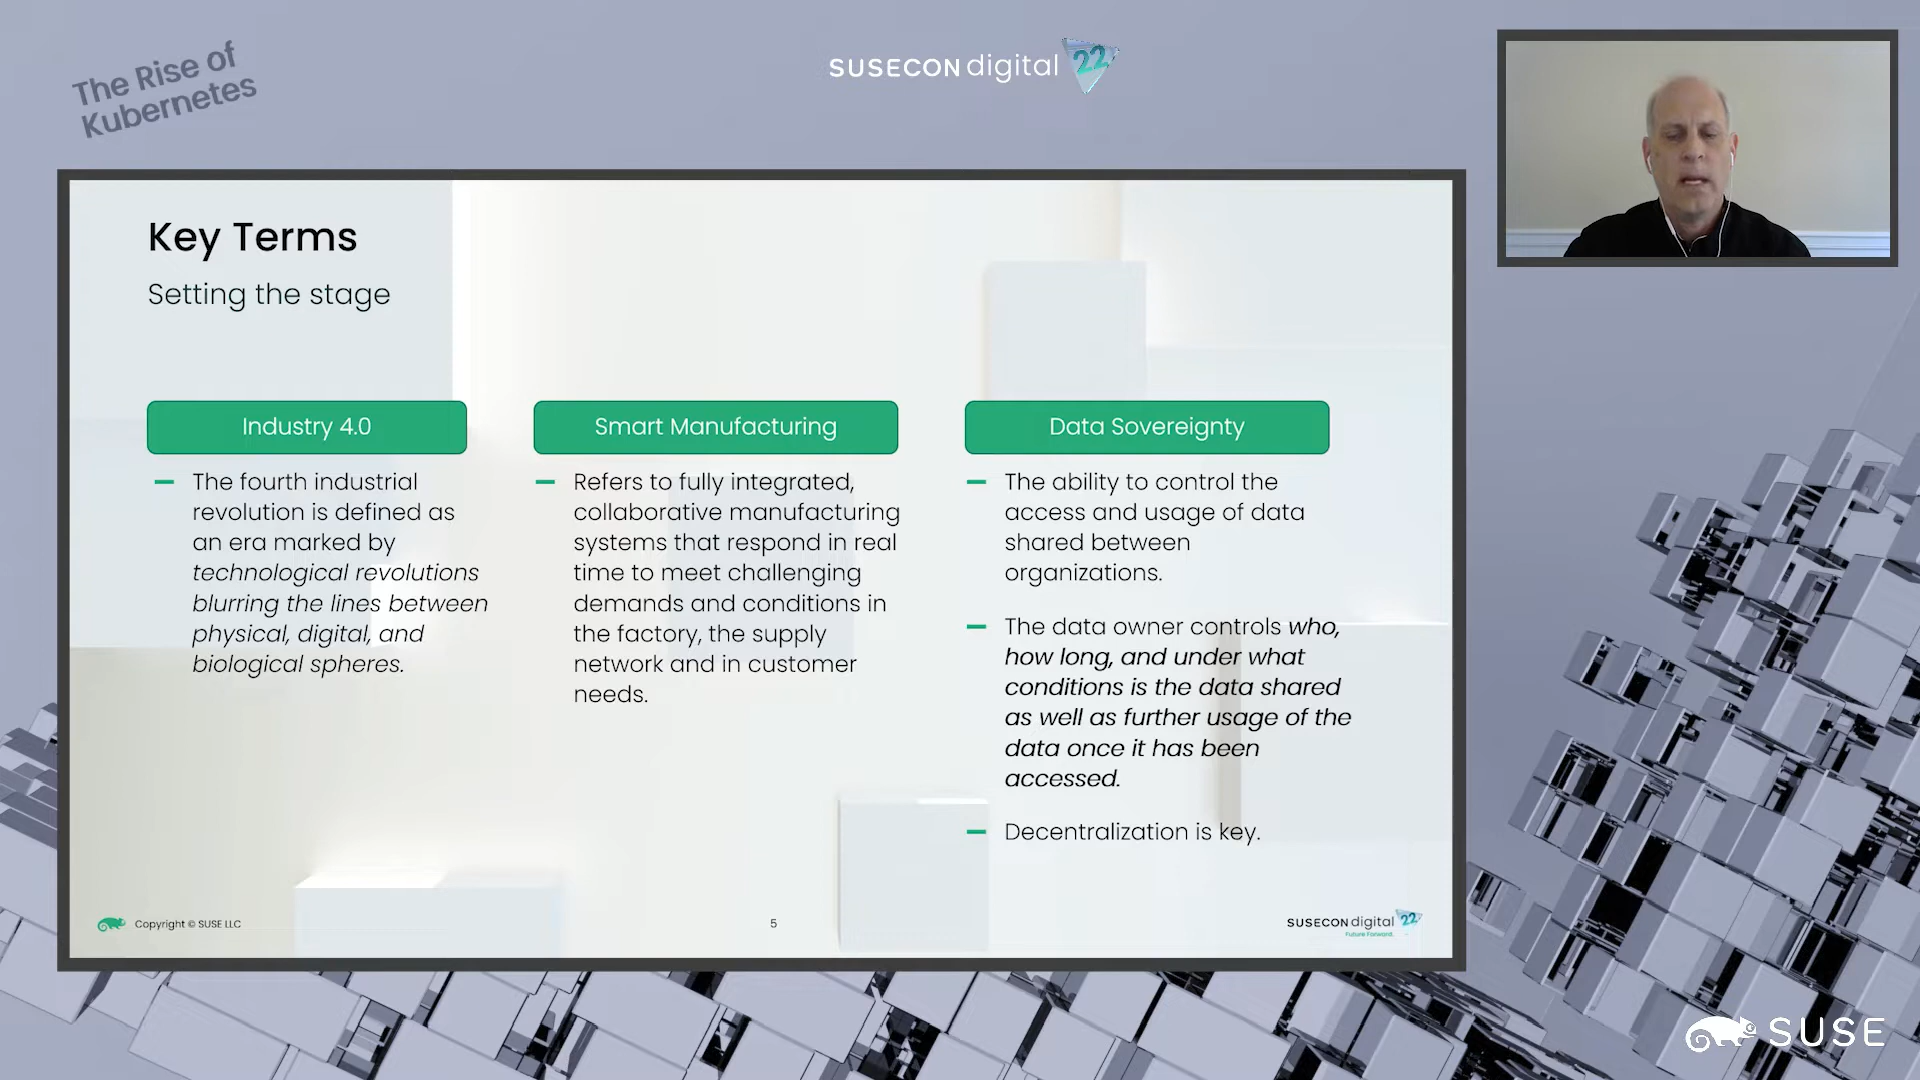 The Rise of
Kubernetes
SUSECON digital 22
Key Terms
Setting the stage
Industry 4.0
The fourth industrial
revolution is defined as
an era marked by
technological revolutions
blurring the lines between
physical, digital, and
biological spheres.
Smart Manufacturing
Refers to fully integrated,
collaborative manufacturing
systems that respond in real
time to meet challenging
demands and conditions in
the factory, the supply
network and in customer
needs.
Data Sovereignty
The ability to control the
access and usage of data
shared between
organizations.
The data owner controls who,
how long, and under what
conditions is the data shared
as well as further usage of the
data once it has been
accessed.
Decentralization is key.
Copyright © SUSE LLC
5
SUSECON digital 22
Future Forward.
SUSE